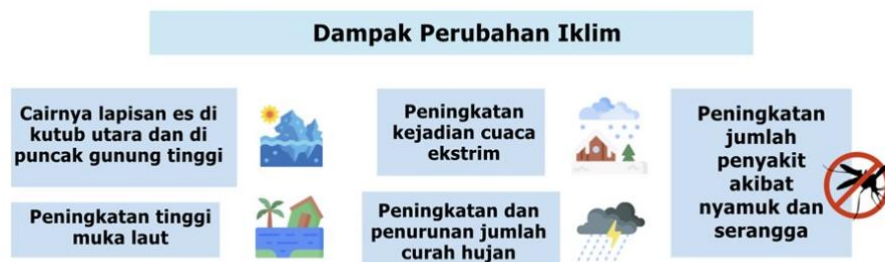 Dampak Perubahan Iklim
Cairnya lapisan es di
kutub utara dan di
puncak gunung tinggi
Peningkatan
kejadian cuaca
ekstrim
Peningkatan
jumlah
penyakit
akibat
nyamuk dan
serangga
Peningkatan tinggi
muka laut
Peningkatan dan
penurunan jumlah
curah hujan